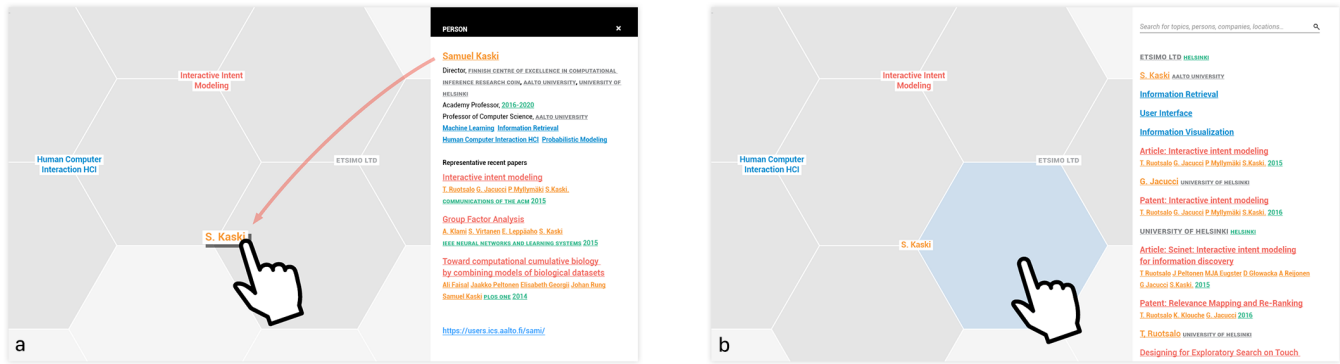 Interactive Intent
Modeling
Human Computer
Interaction HCI
ETSIMO LTD
S. Kaski
a
PERSON ×
Samuel Kaski
Director, FINNISH CENTRE OF EXCELLENCE IN COMPUTATIONAL
INFERENCE RESEARCH COIN, AALTO UNIVERSITY, UNIVERSITY OF
HELSINKI
Academy Professor, 2016-2020
Professor of Computer Science, AALTO UNIVERSITY
Machine Learning Information Retrieval
Human Computer Interaction HCI Probabilistic Modeling
Representative recent papers
Interactive intent modeling
T. Ruotsalo G. Jacucci P Myllymäki S.Kaski.
COMMUNICATIONS OF THE ACM 2015
Group Factor Analysis
A. Klami S. Virtanen E. Leppäaho S. Kaski
IEEE NEURAL NETWORKS AND LEARNING SYSTEMS 2015
Toward computational cumulative biology
by combining models of biological datasets
Ali Faisal Jaakko Peltonen Elisabeth Georgii Johan Rung
Samuel Kaski PLOS ONE 2014
https://users.ics.aalto.fi/sami/
Interactive Intent
Modeling
Human Computer
Interaction HCI
ETSIMO LTD
S. Kaski
b
Search for topics, persons, companies, locations...
ETSIMO LTD HELSINKI
S. Kaski AALTO UNIVERSITY
Information Retrieval
User Interface
Information Visualization
Article: Interactive intent modeling
T. Ruotsalo G. Jacucci P Myllymäki S.Kaski. 2015
G. Jacucci UNIVERSITY OF HELSINKI
Patent: Interactive intent modeling
T. Ruotsalo G. Jacucci P Myllymäki S.Kaski. 2016
UNIVERSITY OF HELSINKI HELSINKI
Article: Scinet: Interactive intent modeling
for information discovery
T Ruotsalo J Peltonen MJA Eugster D Glowacka A Reijonen
G Jacucci S.Kaski. 2015
Patent: Relevance Mapping and Re-Ranking
T. Ruotsalo K. Klouche G. Jacucci 2016
T, Ruotsalo UNIVERSITY OF HELSINKI
Designing for Exploratory Search on Touch